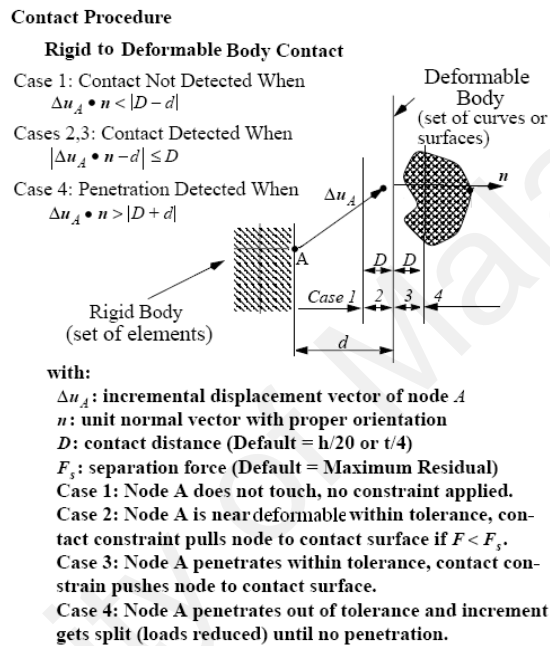 Contact Procedure
Rigid to Deformable Body Contact
Case 1: Contact Not Detected When
Δu_A • n < |D – d|
Cases 2,3: Contact Detected When
|Δu_A • n – d| ≤ D
Case 4: Penetration Detected When
Δu_A • n > |D + d|
Deformable
Body
(set of curves or
surfaces)
n
Δu_A
A
D D
Case 1 2 3 4
d
Rigid Body
(set of elements)
with:
Δu_A: incremental displacement vector of node A
n: unit normal vector with proper orientation
D: contact distance (Default = h/20 or t/4)
F_s: separation force (Default = Maximum Residual)
Case 1: Node A does not touch, no constraint applied.
Case 2: Node A is near deformable within tolerance, con-
tact constraint pulls node to contact surface if F < F_s.
Case 3: Node A penetrates within tolerance, contact con-
strain pushes node to contact surface.
Case 4: Node A penetrates out of tolerance and increment
gets split (loads reduced) until no penetration.